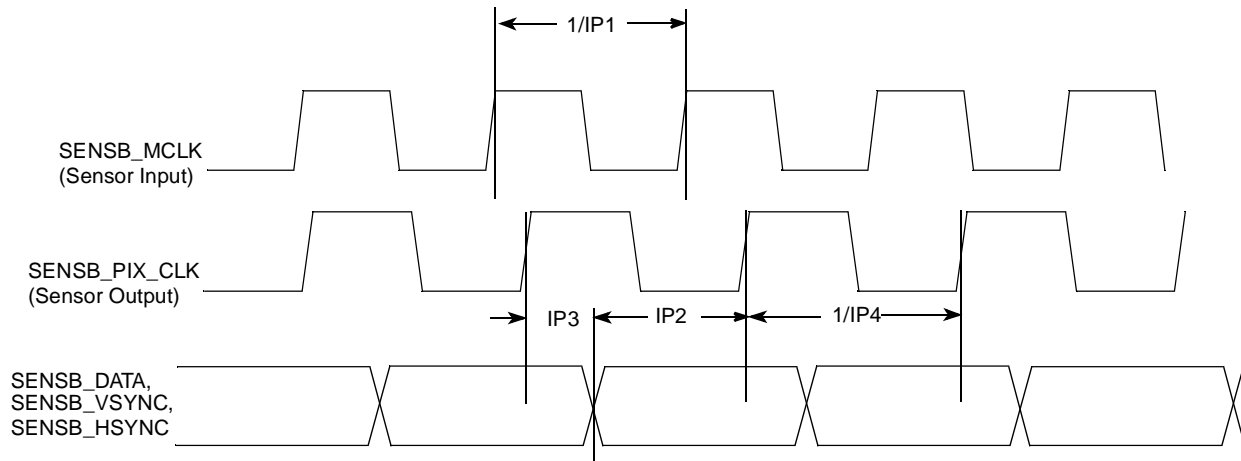 1/IP1
SENSB_MCLK
(Sensor Input)
SENSB_PIX_CLK
(Sensor Output)
IP3
IP2
1/IP4
SENSB_DATA,
SENSB_VSYNC,
SENSB_HSYNC